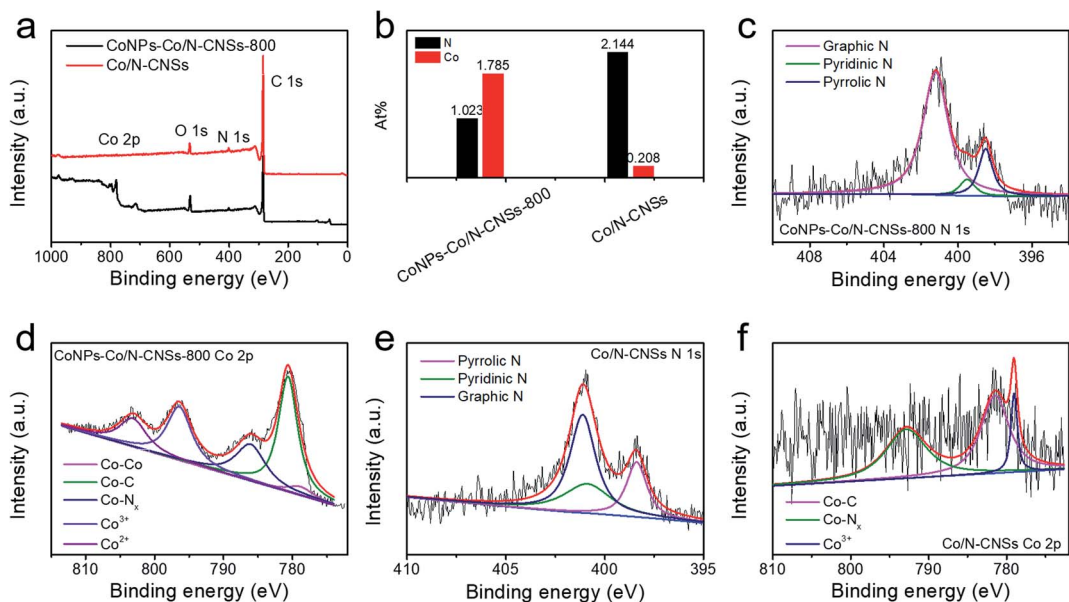 a
CoNPs-Co/N-CNSs-800
Co/N-CNSs
C 1s
Co 2p
O 1s
N 1s
Intensity (a.u.)
1000 800 600 400 200 0
Binding energy (eV)
b
N
Co
2.144
1.785
1.023
0.208
At%
CoNPs-Co/N-CNSs-800
Co/N-CNSs
c
Graphic N
Pyridinic N
Pyrrolic N
Intensity (a.u.)
CoNPs-Co/N-CNSs-800 N 1s
408 404 400 396
Binding energy (eV)
d
CoNPs-Co/N-CNSs-800 Co 2p
Intensity (a.u.)
Co-Co
Co-C
Co-Nₓ
Co³⁺
Co²⁺
810 800 790 780
Binding energy (eV)
e
Pyrrolic N
Pyridinic N
Graphic N
Co/N-CNSs N 1s
Intensity (a.u.)
410 405 400 395
Binding energy (eV)
f
Intensity (a.u.)
Co-C
Co-Nₓ
Co³⁺
Co/N-CNSs Co 2p
810 800 790 780
Binding energy (eV)